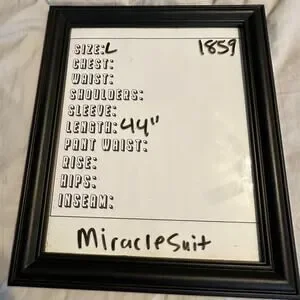 SIZE: L 1859
CHEST:
WAIST:
SHOULDERS:
SLEEVE:
LENGTH: 44"
PANT WAIST:
RISE:
HIPS:
INSEAM:
Miraclesuit